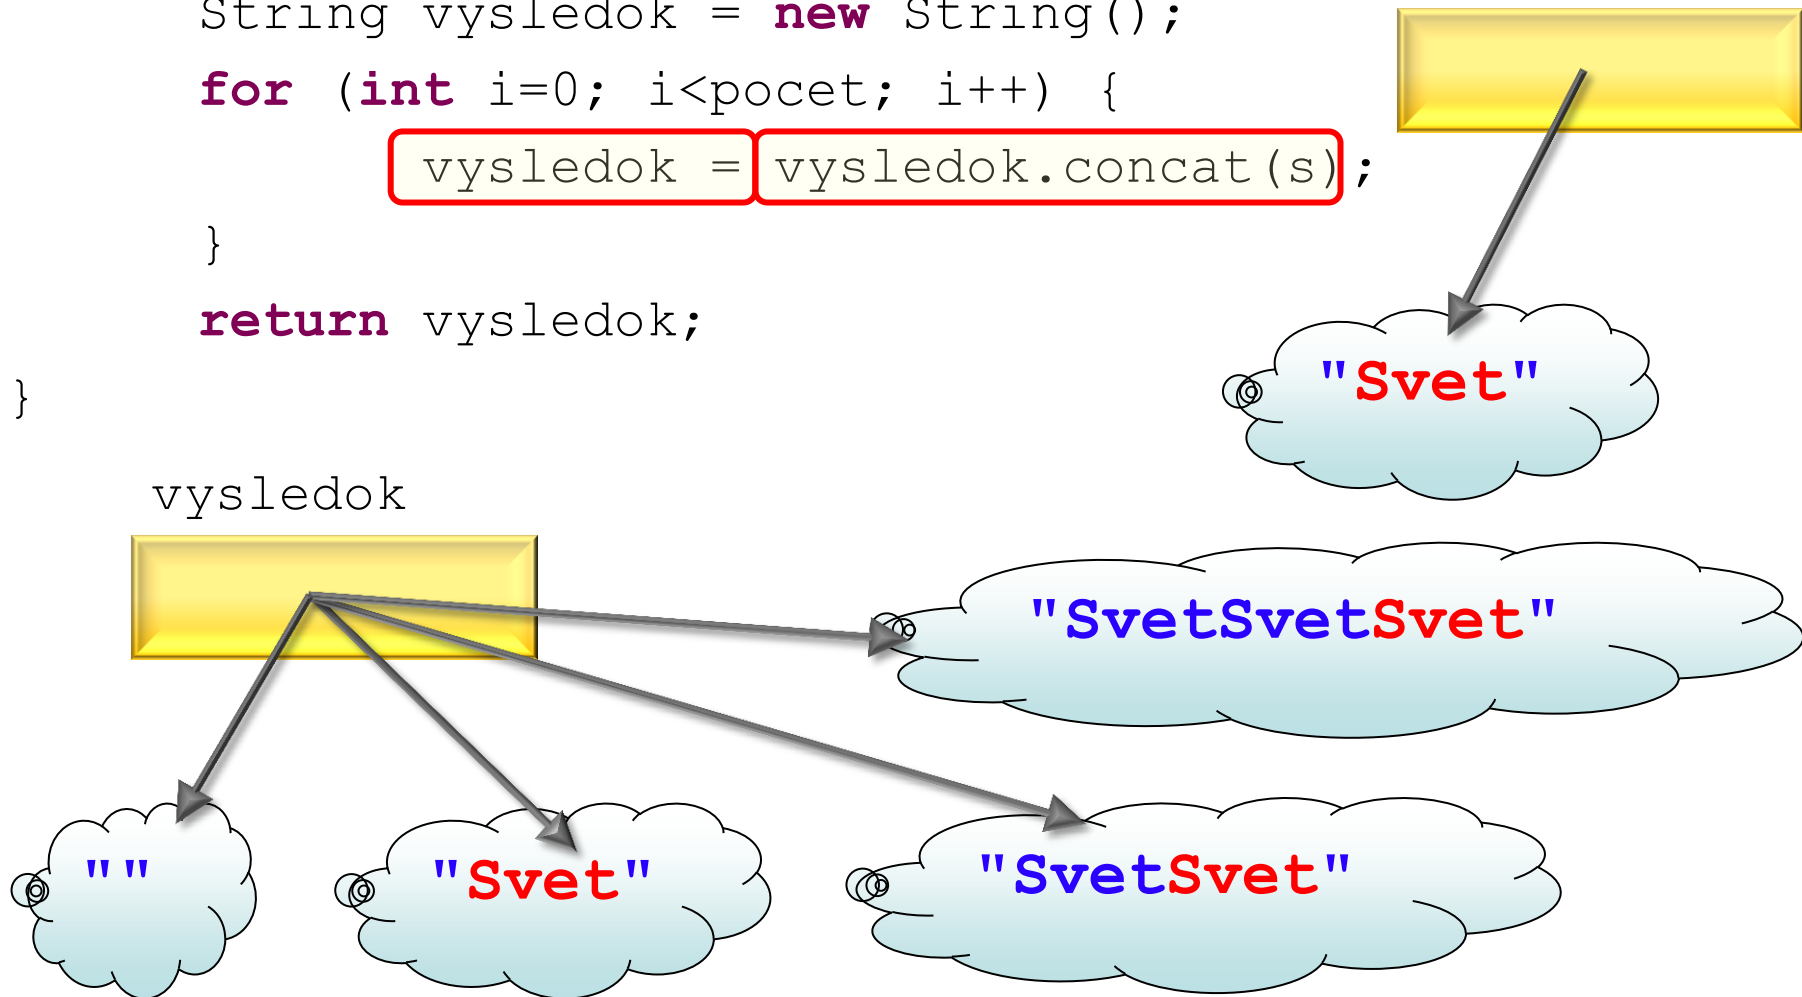 String vysledok = new String();
for (int i=0; i<pocet; i++) {
vysledok = vysledok.concat(s);
}
return vysledok;
}
"Svet"
vysledok
"SvetSvetSvet"
""
"Svet"
"SvetSvet"